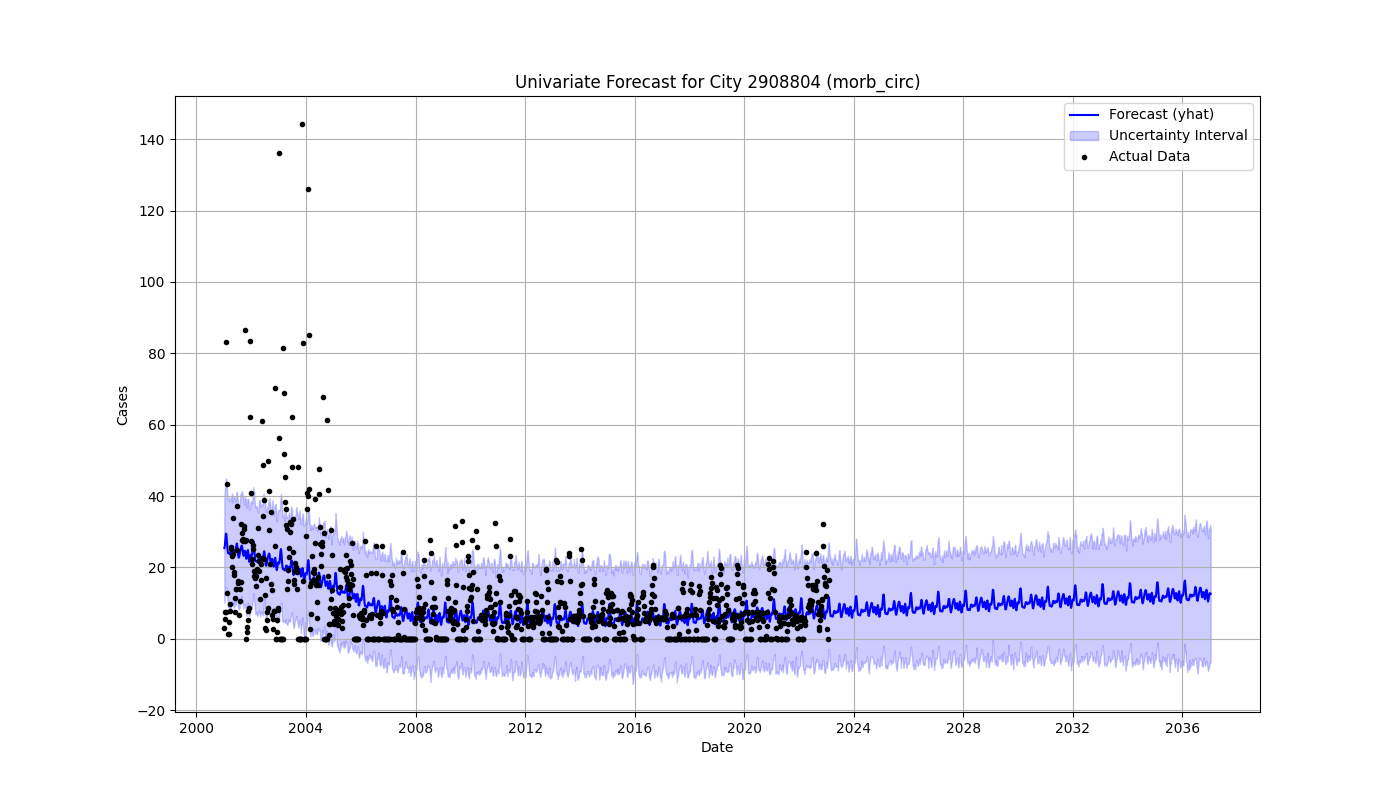 Univariate Forecast for City 2908804 (morb_circ)
Forecast (yhat)
Uncertainty Interval
Actual Data
140
120
100
80
60
40
20
0
−20
Cases
2000 2004 2008 2012 2016 2020 2024 2028 2032 2036
Date